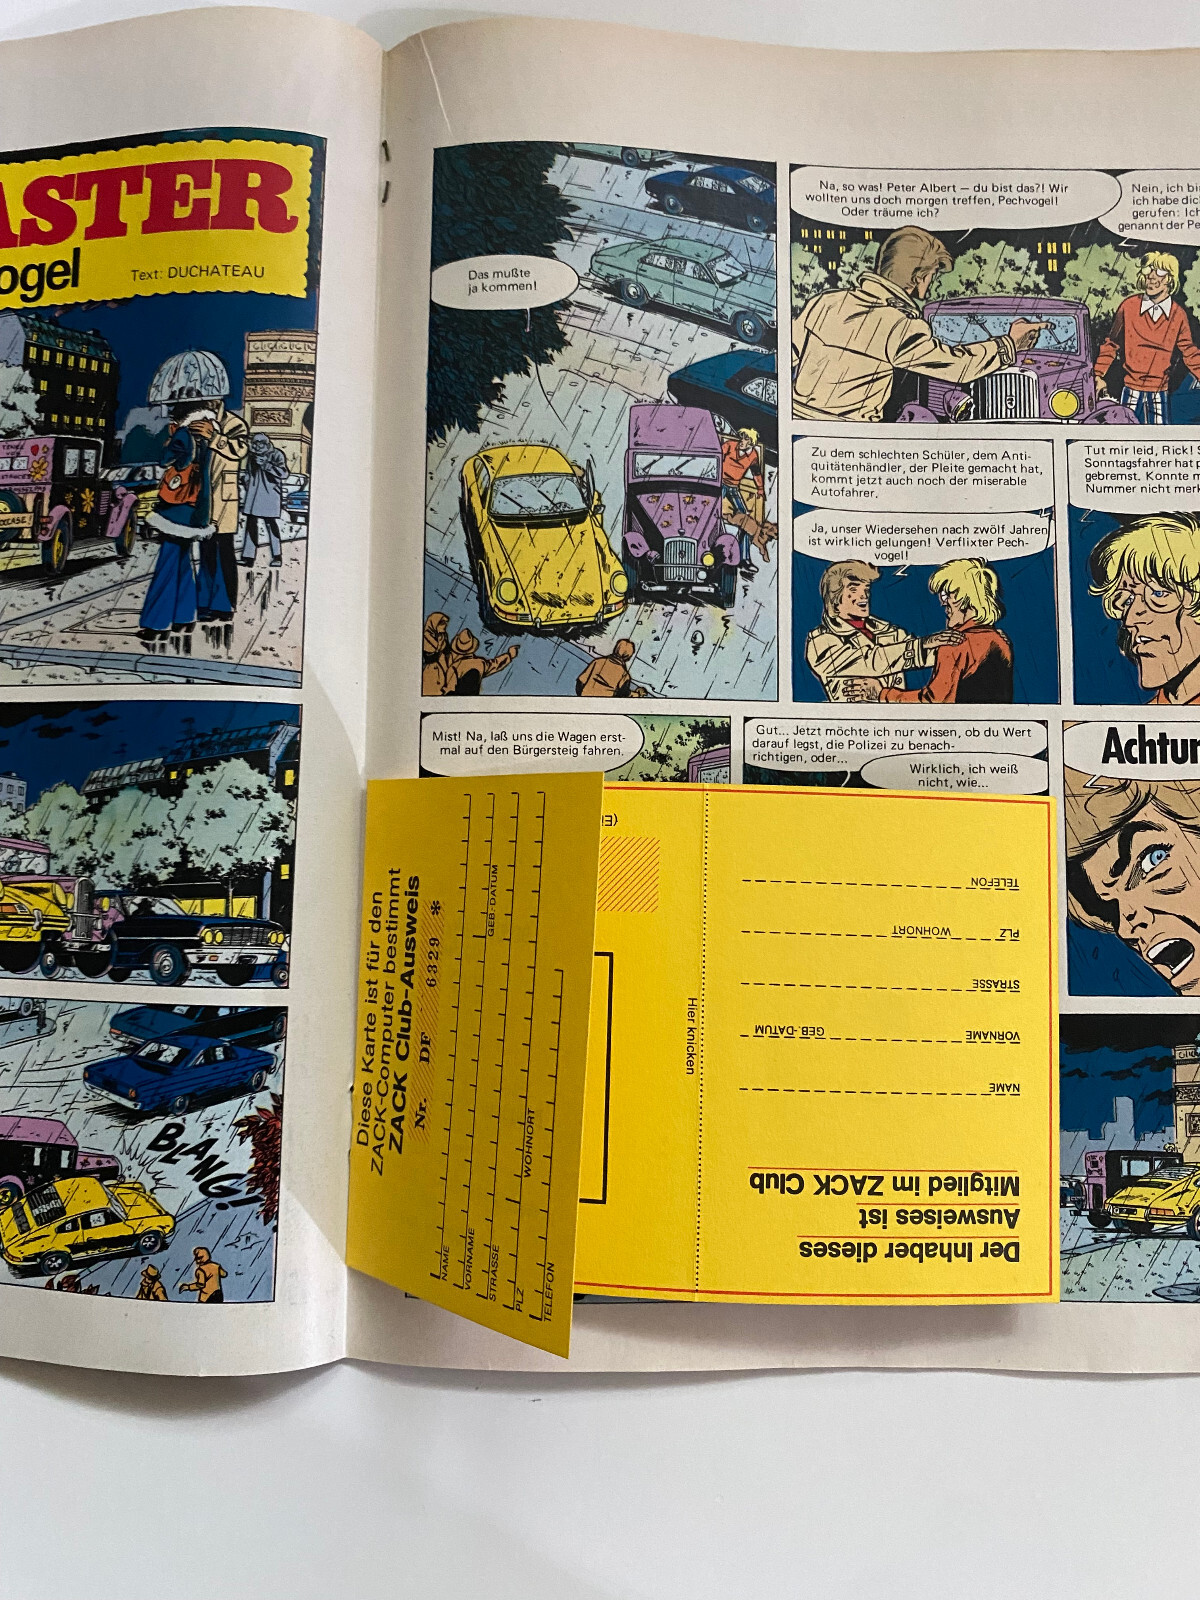 ASTER
ogel
Text: DUCHATEAU
BLANG!
Das mußte
ja kommen!
Na, so was! Peter Albert — du bist das?! Wir
wollten uns doch morgen treffen, Pechvogel!
Oder träume ich?
Nein, ich bi
ich habe dic
gerufen: Ich
genannt der Pe
Zu dem schlechten Schüler, dem Anti-
quitätenhändler, der Pleite gemacht hat,
kommt jetzt auch noch der miserable
Autofahrer.
Ja, unser Wiedersehen nach zwölf Jahren
ist wirklich gelungen! Verflixter Pech-
vogel!
Tut mir leid, Rick! S
Sonntagsfahrer hat p
gebremst. Konnte m
Nummer nicht merk
Mist! Na, laß uns die Wagen erst-
mal auf den Bürgersteig fahren.
Gut... Jetzt möchte ich nur wissen, ob du Wert
darauf legst, die Polizei zu benach-
richtigen, oder...
Wirklich, ich weiß
nicht, wie...
Achtun
Diese Karte ist für den
ZACK-Computer bestimmt
ZACK Club-Ausweis
Nr. DF 6329 *
NAME
VORNAME
STRASSE GEB.-DATUM
PLZ WOHNORT
TELEFON
(Ei
Hier knicken
Der Inhaber dieses
Ausweises ist
Mitglied im ZACK Club
NAME
VORNAME GEB.-DATUM
STRASSE
PLZ WOHNORT
TELEFON